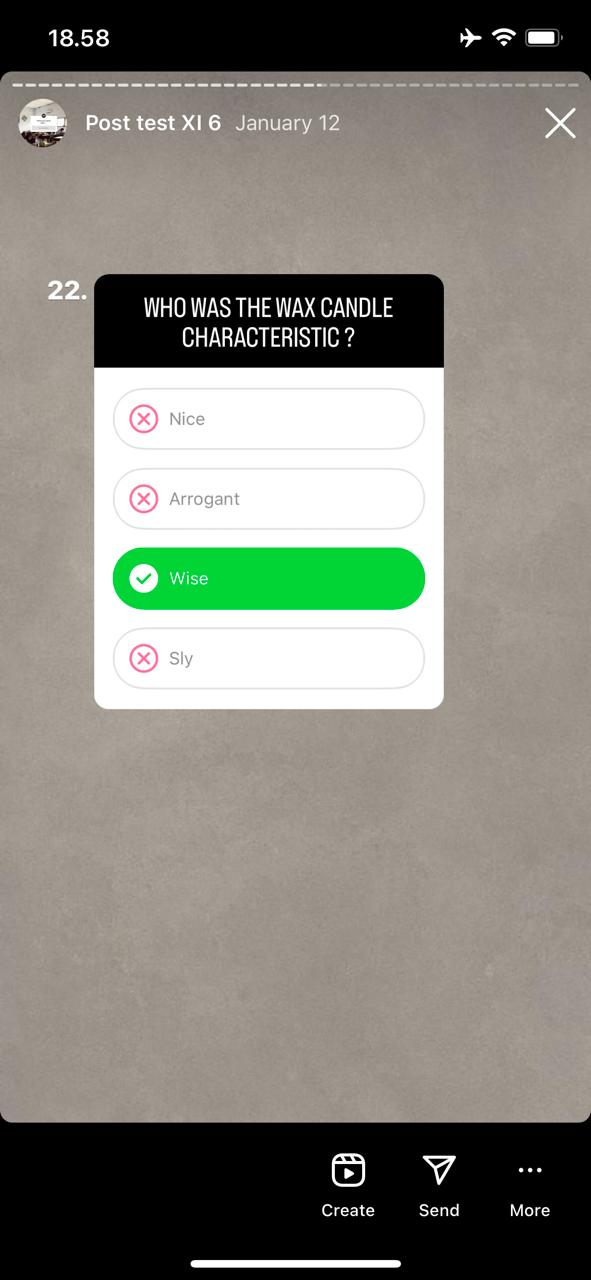 18.58
Post test XI 6 January 12
22.
WHO WAS THE WAX CANDLE
CHARACTERISTIC ?
Nice
Arrogant
Wise
Sly
Create Send More